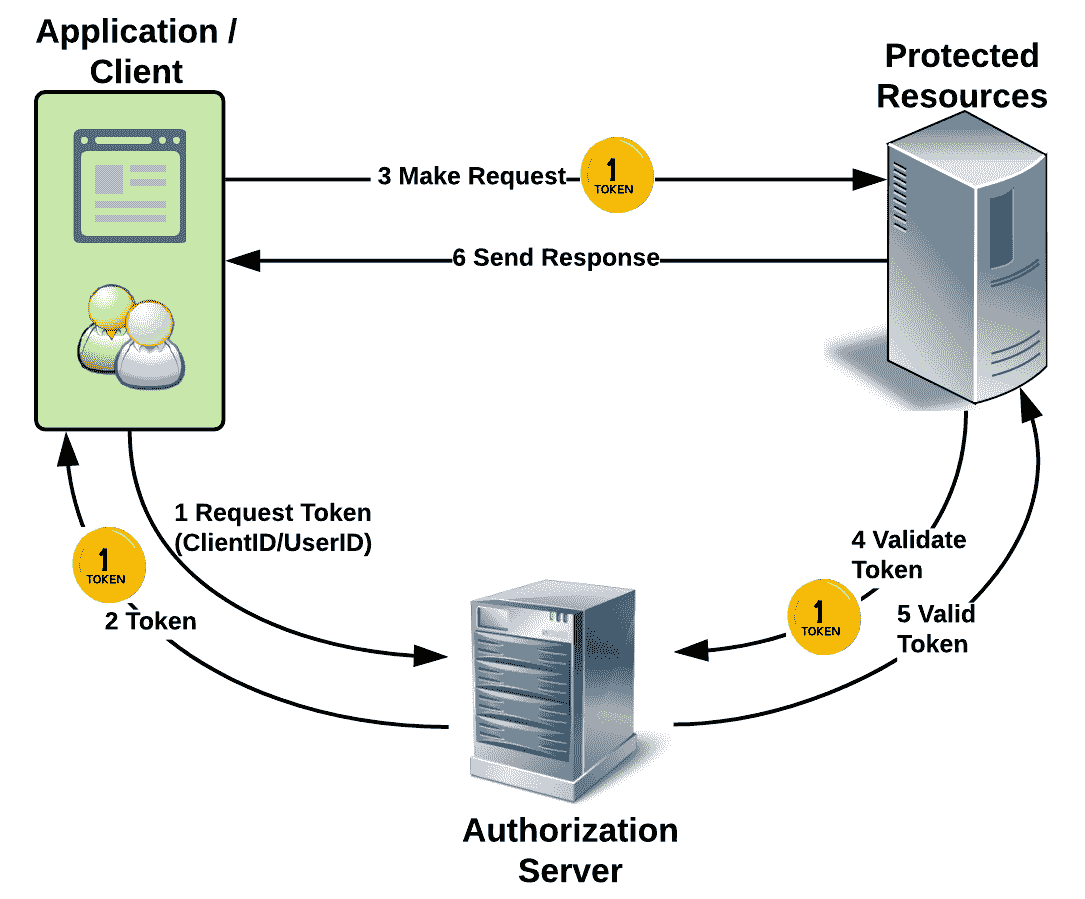 Application /
Client
Protected
Resources
3 Make Request
1
TOKEN
6 Send Response
1 Request Token
(ClientID/UserID)
1
TOKEN
2 Token
4 Validate
Token
1
TOKEN
5 Valid
Token
Authorization
Server